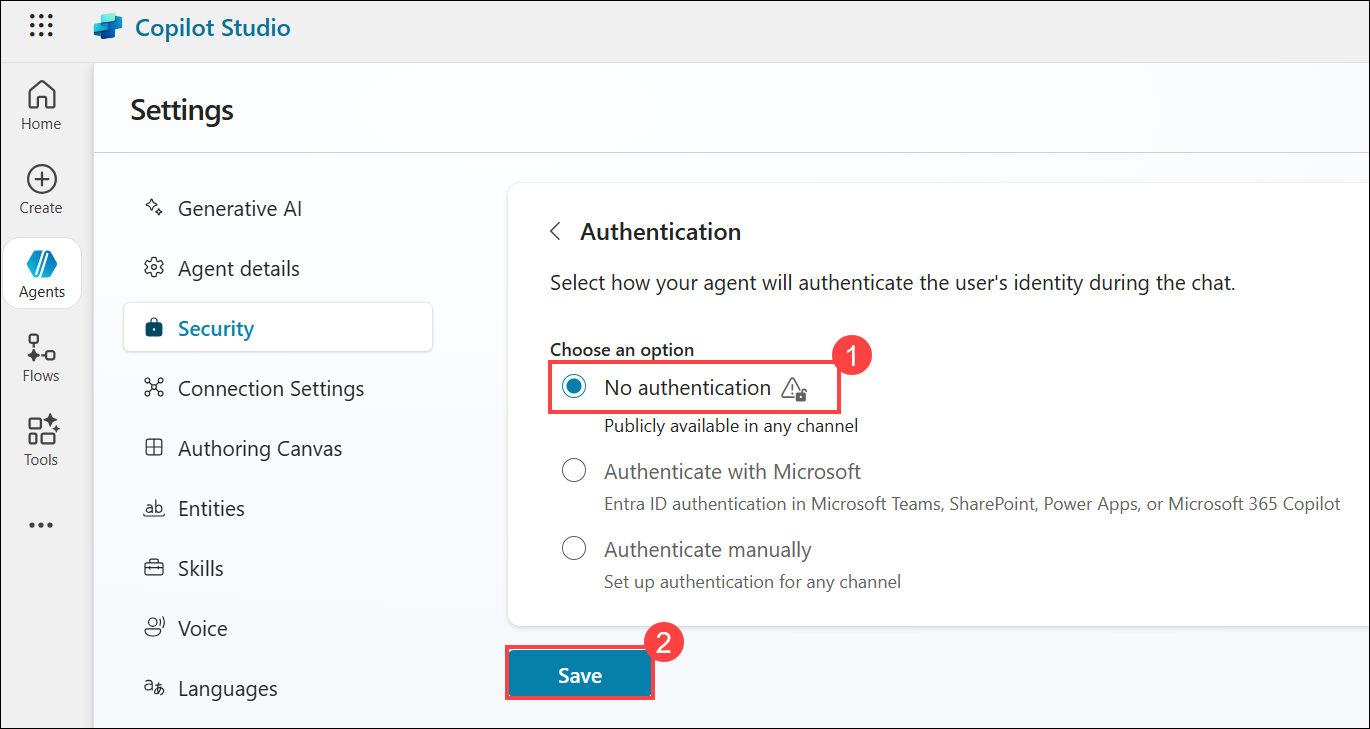 Copilot Studio
Home
Create
Agents
Flows
Tools
Settings
Generative AI
Agent details
Security
Connection Settings
Authoring Canvas
ab Entities
Skills
Voice
Languages
Authentication
Select how your agent will authenticate the user's identity during the chat.
Choose an option
1
No authentication
Publicly available in any channel
Authenticate with Microsoft
Entra ID authentication in Microsoft Teams, SharePoint, Power Apps, or Microsoft 365 Copilot
Authenticate manually
Set up authentication for any channel
2
Save